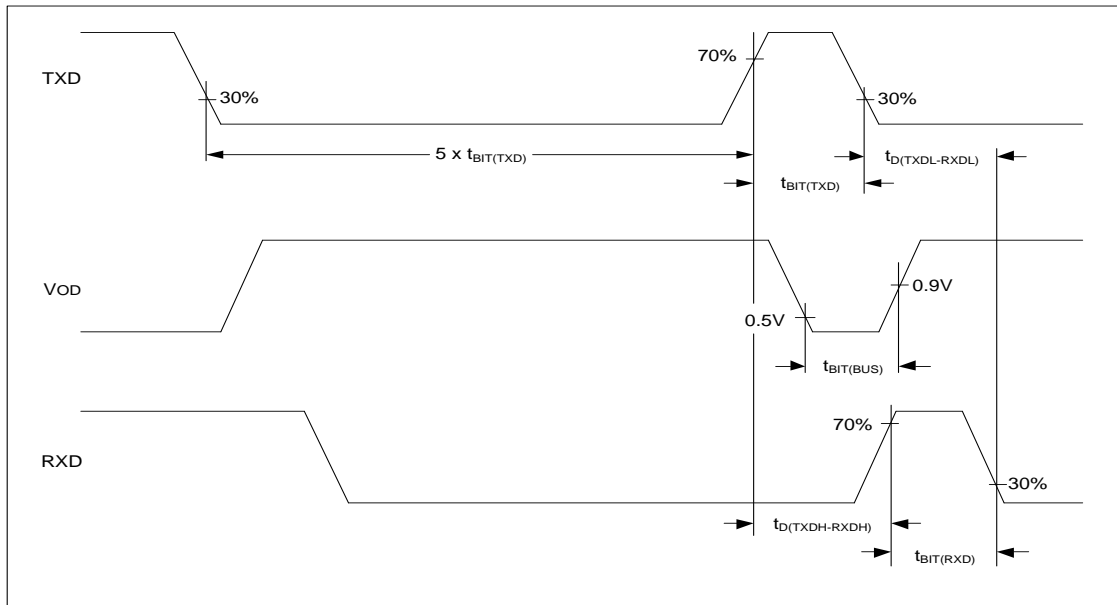 TXD
70%
30%
30%
5 x tBIT(TXD)
tD(TXDL-RXDL)
tBIT(TXD)
VOD
0.9V
0.5V
tBIT(BUS)
RXD
70%
30%
tD(TXDH-RXDH)
tBIT(RXD)